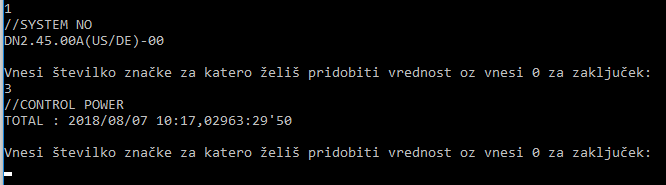 1
//SYSTEM NO
DN2.45.00A(US/DE)-00
Vnesi številko značke za katero želiš pridobiti vrednost oz vnesi 0 za zaključek:
3
//CONTROL POWER
TOTAL : 2018/08/07 10:17,02963:29'50
Vnesi številko značke za katero želiš pridobiti vrednost oz vnesi 0 za zaključek: